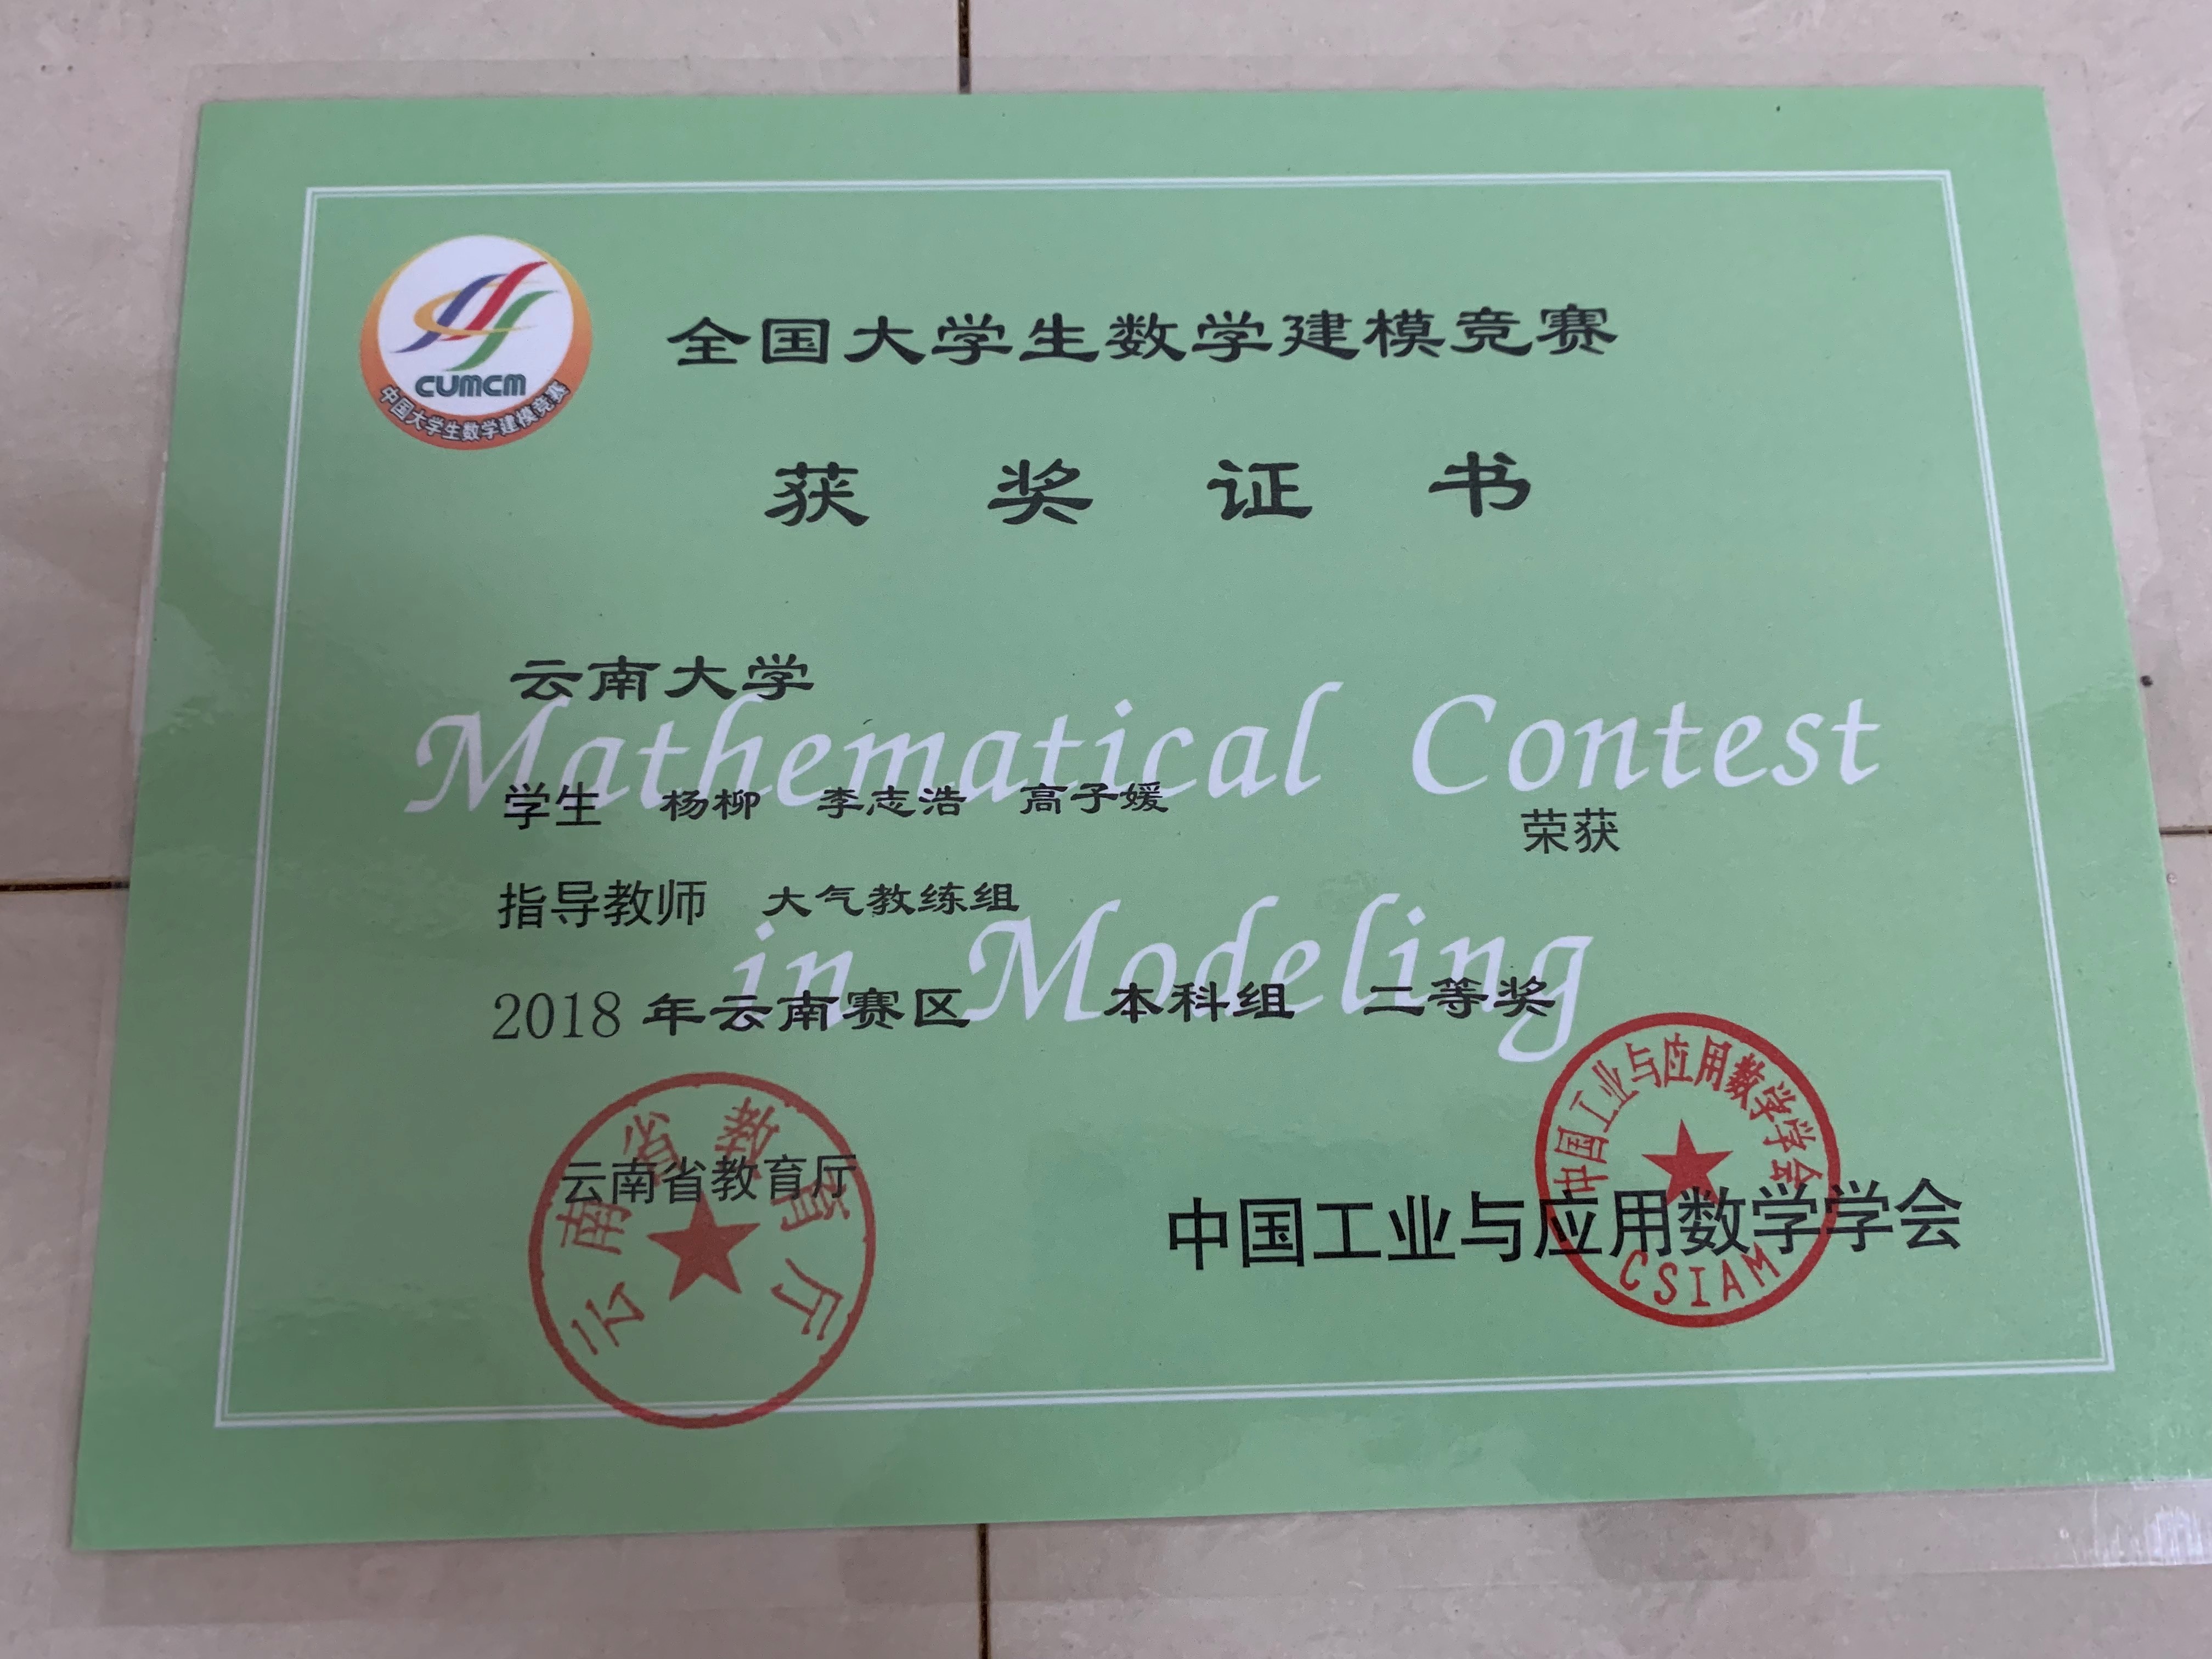 CUMCM
中国大学生数学建模竞赛
全国大学生数学建模竞赛
获奖证书
云南大学
Mathematical Contest
学生 杨柳 李志浩 高子媛
荣获
指导教师 大气教练组
in Modeling
2018年云南赛区 本科组 二等奖
云南省教育厅
云南省教育厅
中国工业与应用数学学会
中国工业与应用数学学会
CSIAM